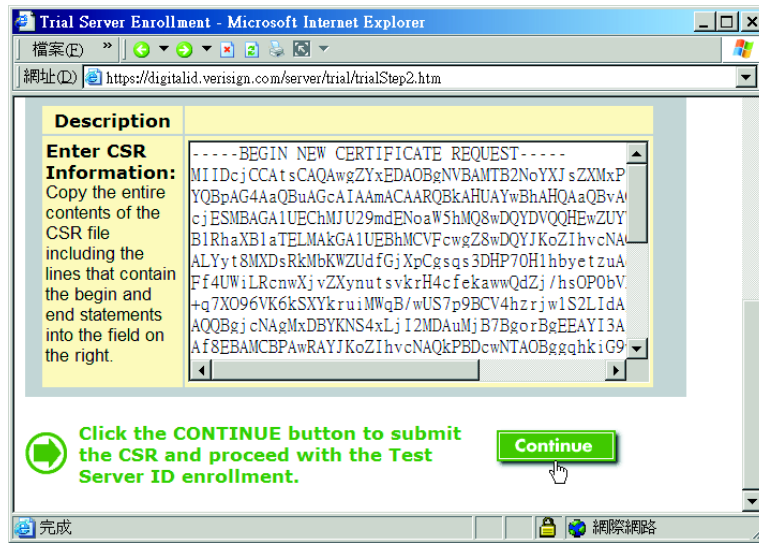 Trial Server Enrollment - Microsoft Internet Explorer
檔案(F) »
網址(D) https://digitalid.verisign.com/server/trial/trialStep2.htm
Description
Enter CSR
Information:
Copy the entire
contents of the
CSR file
including the
lines that contain
the begin and
end statements
into the field on
the right.
-----BEGIN NEW CERTIFICATE REQUEST-----
MIIDcjCCAtsCAQAwgZYxEDAOBgNVBAMTB2NoYXJsZXMxP
YQBpAG4AaQBuAGcAIAAmACAARQBkAHUAYwBhAHQAaQBvA
cjESMBAGA1UEChMJU29mdENoaW5hMQ8wDQYDVQQHEwZUY
B1RhaXB1aTELMAkGA1UEBhMCVFcwgZ8wDQYJKoZIhvcNA
ALYyt8MXDsRkMbKWZUdfGjXpCgsqs3DHP7OH1hbyetzuA
Ff4UWiLRcnwXjvZXynutsvkrH4cfekawwQdZj/hsOP0bV
+q7XO96VK6kSXYkruiMWqB/wUS7p9BCV4hzrjw1S2LIdA
AQQBgjcNAgMxDBYKNS4xLjI2MDAuMjB7BgorBgEEAYI3A
Af8EBAMCBPAwRAYJKoZIhvcNAQkPBDcwNTAOBggqhkiG9
Click the CONTINUE button to submit
the CSR and proceed with the Test
Server ID enrollment.
Continue
完成
網際網路